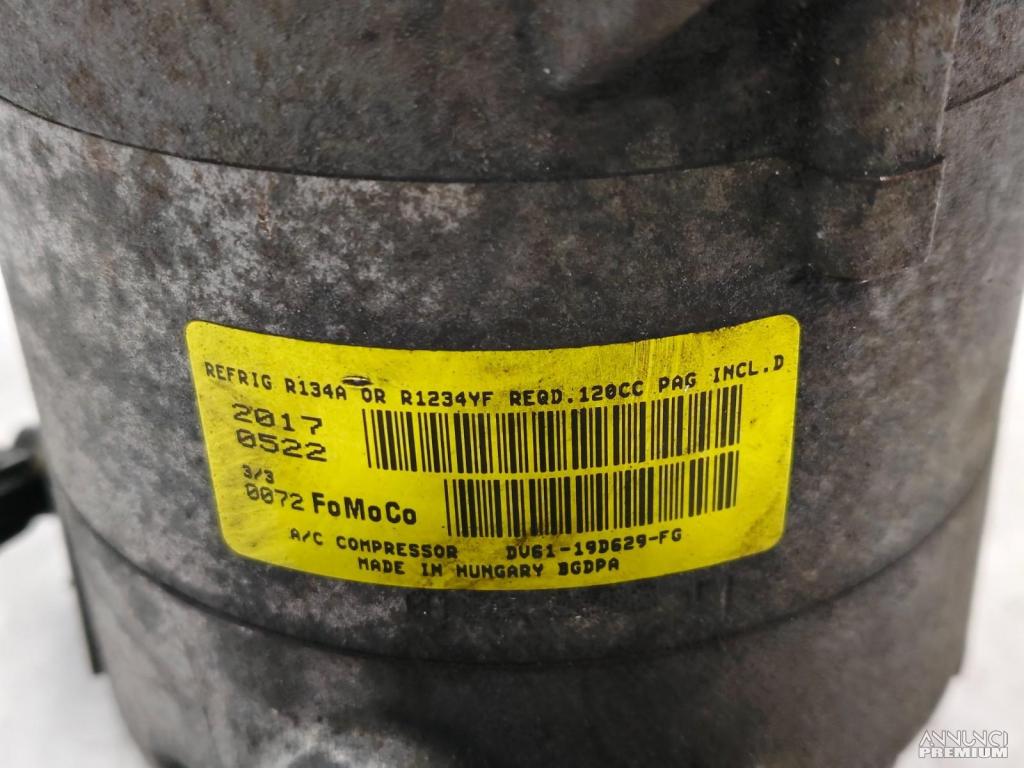 REFRIG R134A OR R1234YF REQD.120CC PAG INCL.D
2017
0522
3/3
0072 FoMoCo
A/C COMPRESSOR DV61-19D629-FG
MADE IN HUNGARY BGDPA
ANNUNCI
PREMIUM